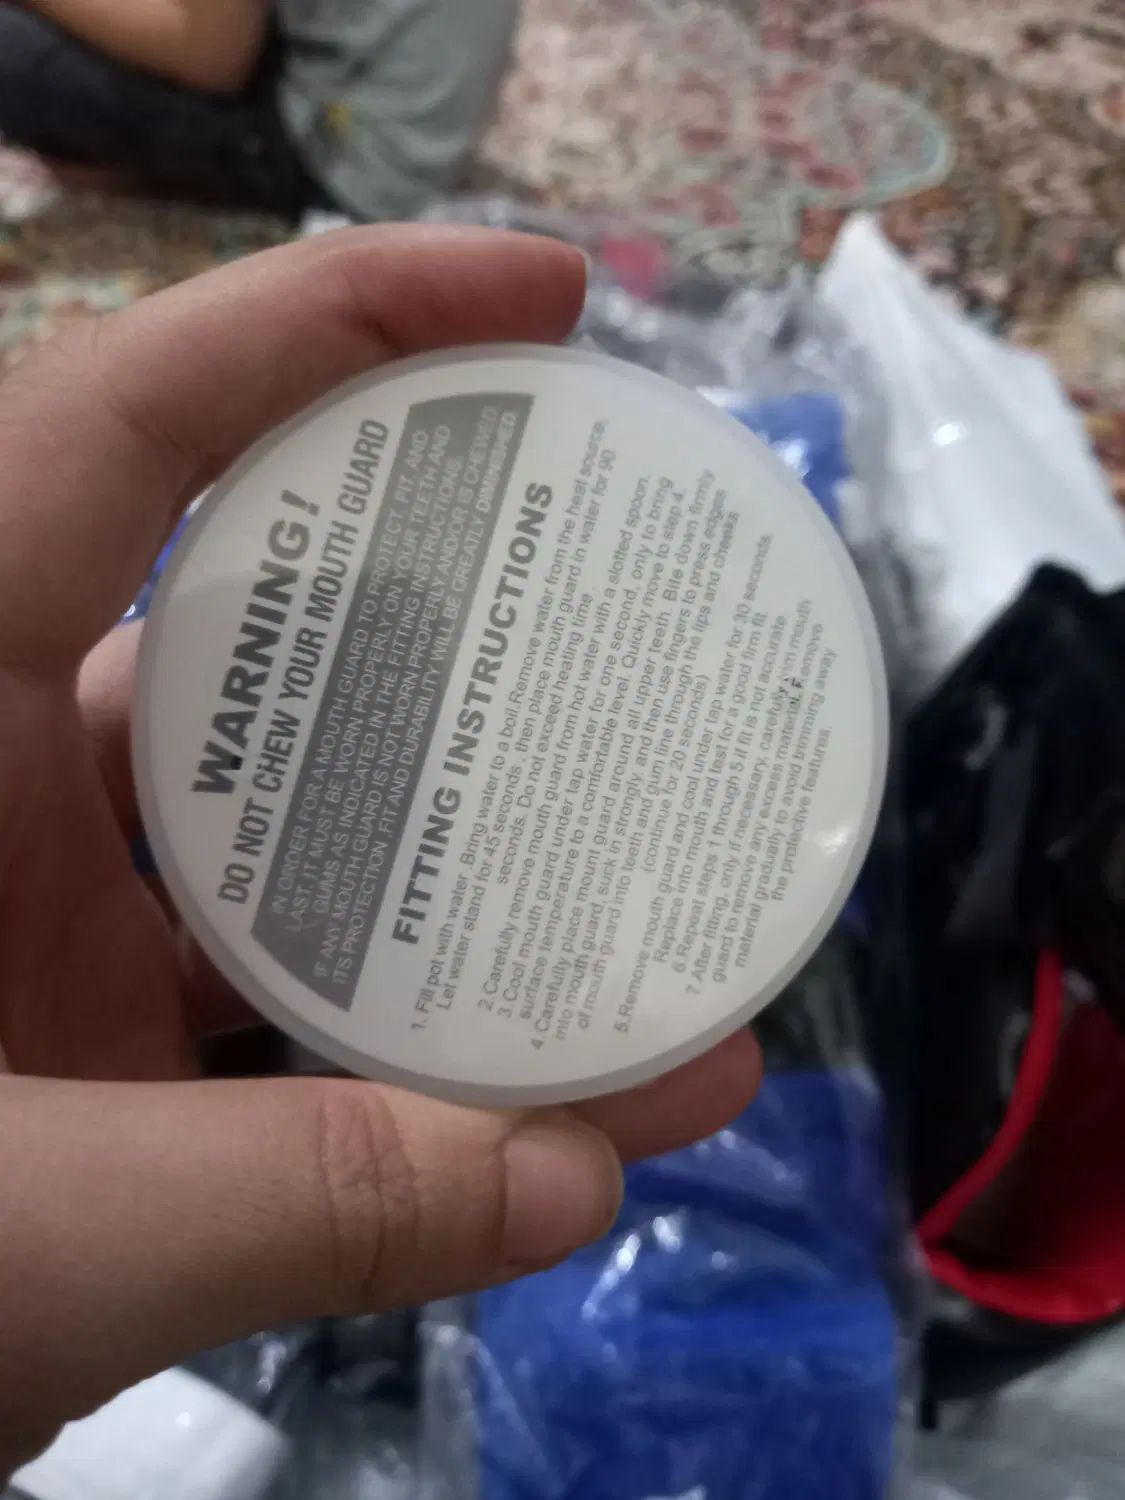 WARNING!
DO NOT CHEW YOUR MOUTH GUARD
IN ORDER FOR A MOUTH GUARD TO PROTECT, FIT, AND
LAST, IT MUST BE WORN PROPERLY ON YOUR TEETH AND
GUMS AS INDICATED IN THE FITTING INSTRUCTIONS.
IF ANY MOUTH GUARD IS NOT WORN PROPERLY AND/OR IS CHEWED
ITS PROTECTION, FIT AND DURABILITY WILL BE GREATLY DIMINISHED.
FITTING INSTRUCTIONS
1. Fill pot with water. Bring water to a boil. Remove water from the heat source,
Let water stand for 45 seconds, then place mouth guard in water for 90
seconds. Do not exceed heating time.
2. Carefully remove mouth guard from hot water with a slotted spoon.
3. Cool mouth guard under tap water for one second, only to bring
surface temperature to a comfortable level. Quickly move to step 4.
4. Carefully place mount guard around all upper teeth. Bite down firmly
into mouth guard, suck in strongly, and then use fingers to press edges
of mouth guard into teeth and gum line through the lips and cheeks
(continue for 20 seconds)
5. Remove mouth guard and cool under tap water for 30 seconds.
Replace into mouth and test for a good firm fit.
6. Repeat steps 1 through 5 if fit is not accurate
7. After fitting, only if necessary, carefully trim mouth
guard to remove any excess material. Remove
material gradually to avoid trimming away
the protective features.